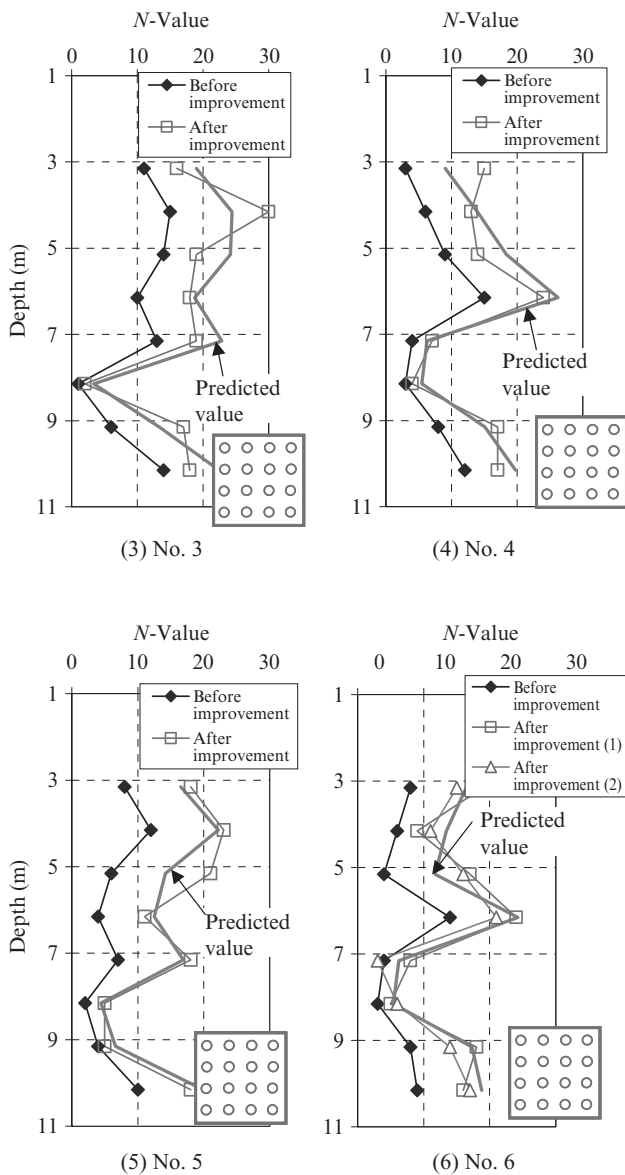 N-Value
0 10 20 30
1
3
5
7
9
11
Depth (m)
Before
improvement
After
improvement
Predicted
value
(3) No. 3
N-Value
0 10 20 30
1
3
5
7
9
11
Before
improvement
After
improvement
Predicted
value
(4) No. 4
N-Value
0 10 20 30
1
3
5
7
9
11
Depth (m)
Before
improvement
After
improvement
Predicted
value
(5) No. 5
N-Value
0 10 20 30
1
3
5
7
9
11
Before
improvement
After
improvement (1)
After
improvement (2)
Predicted
value
(6) No. 6